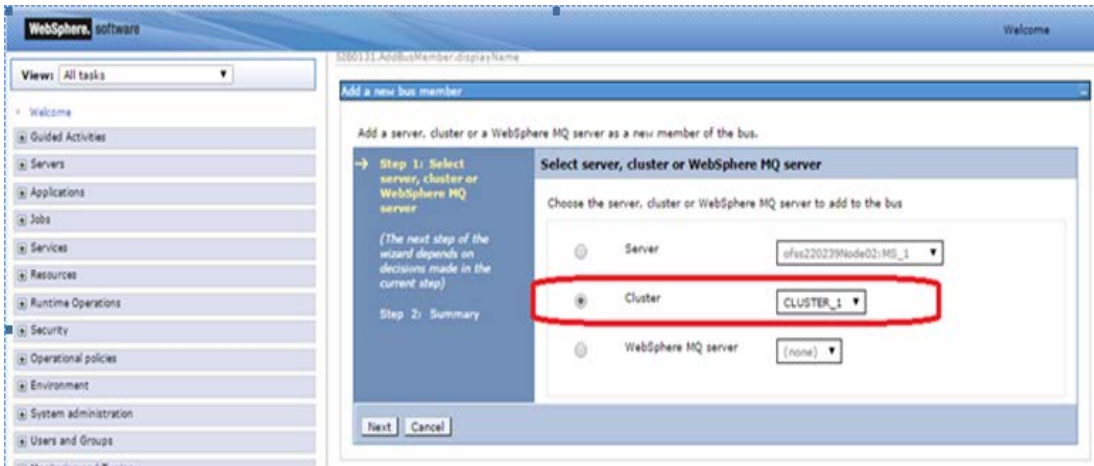 WebSphere. software
Welcome
View: All tasks
Welcome
Guided Activities
Servers
Applications
Jobs
Services
Resources
Runtime Operations
Security
Operational policies
Environment
System administration
Users and Groups
Add a new bus member
Add a server, cluster or a WebSphere MQ server as a new member of the bus.
Step 1: Select
server, cluster or
WebSphere MQ
server
(The next step of the
wizard depends on
decisions made in the
current step)
Step 2: Summary
Select server, cluster or WebSphere MQ server
Choose the server, cluster or WebSphere MQ server to add to the bus
Server
ofss220239Node02:MS_1
Cluster
CLUSTER_1
WebSphere MQ server
(none)
Next
Cancel